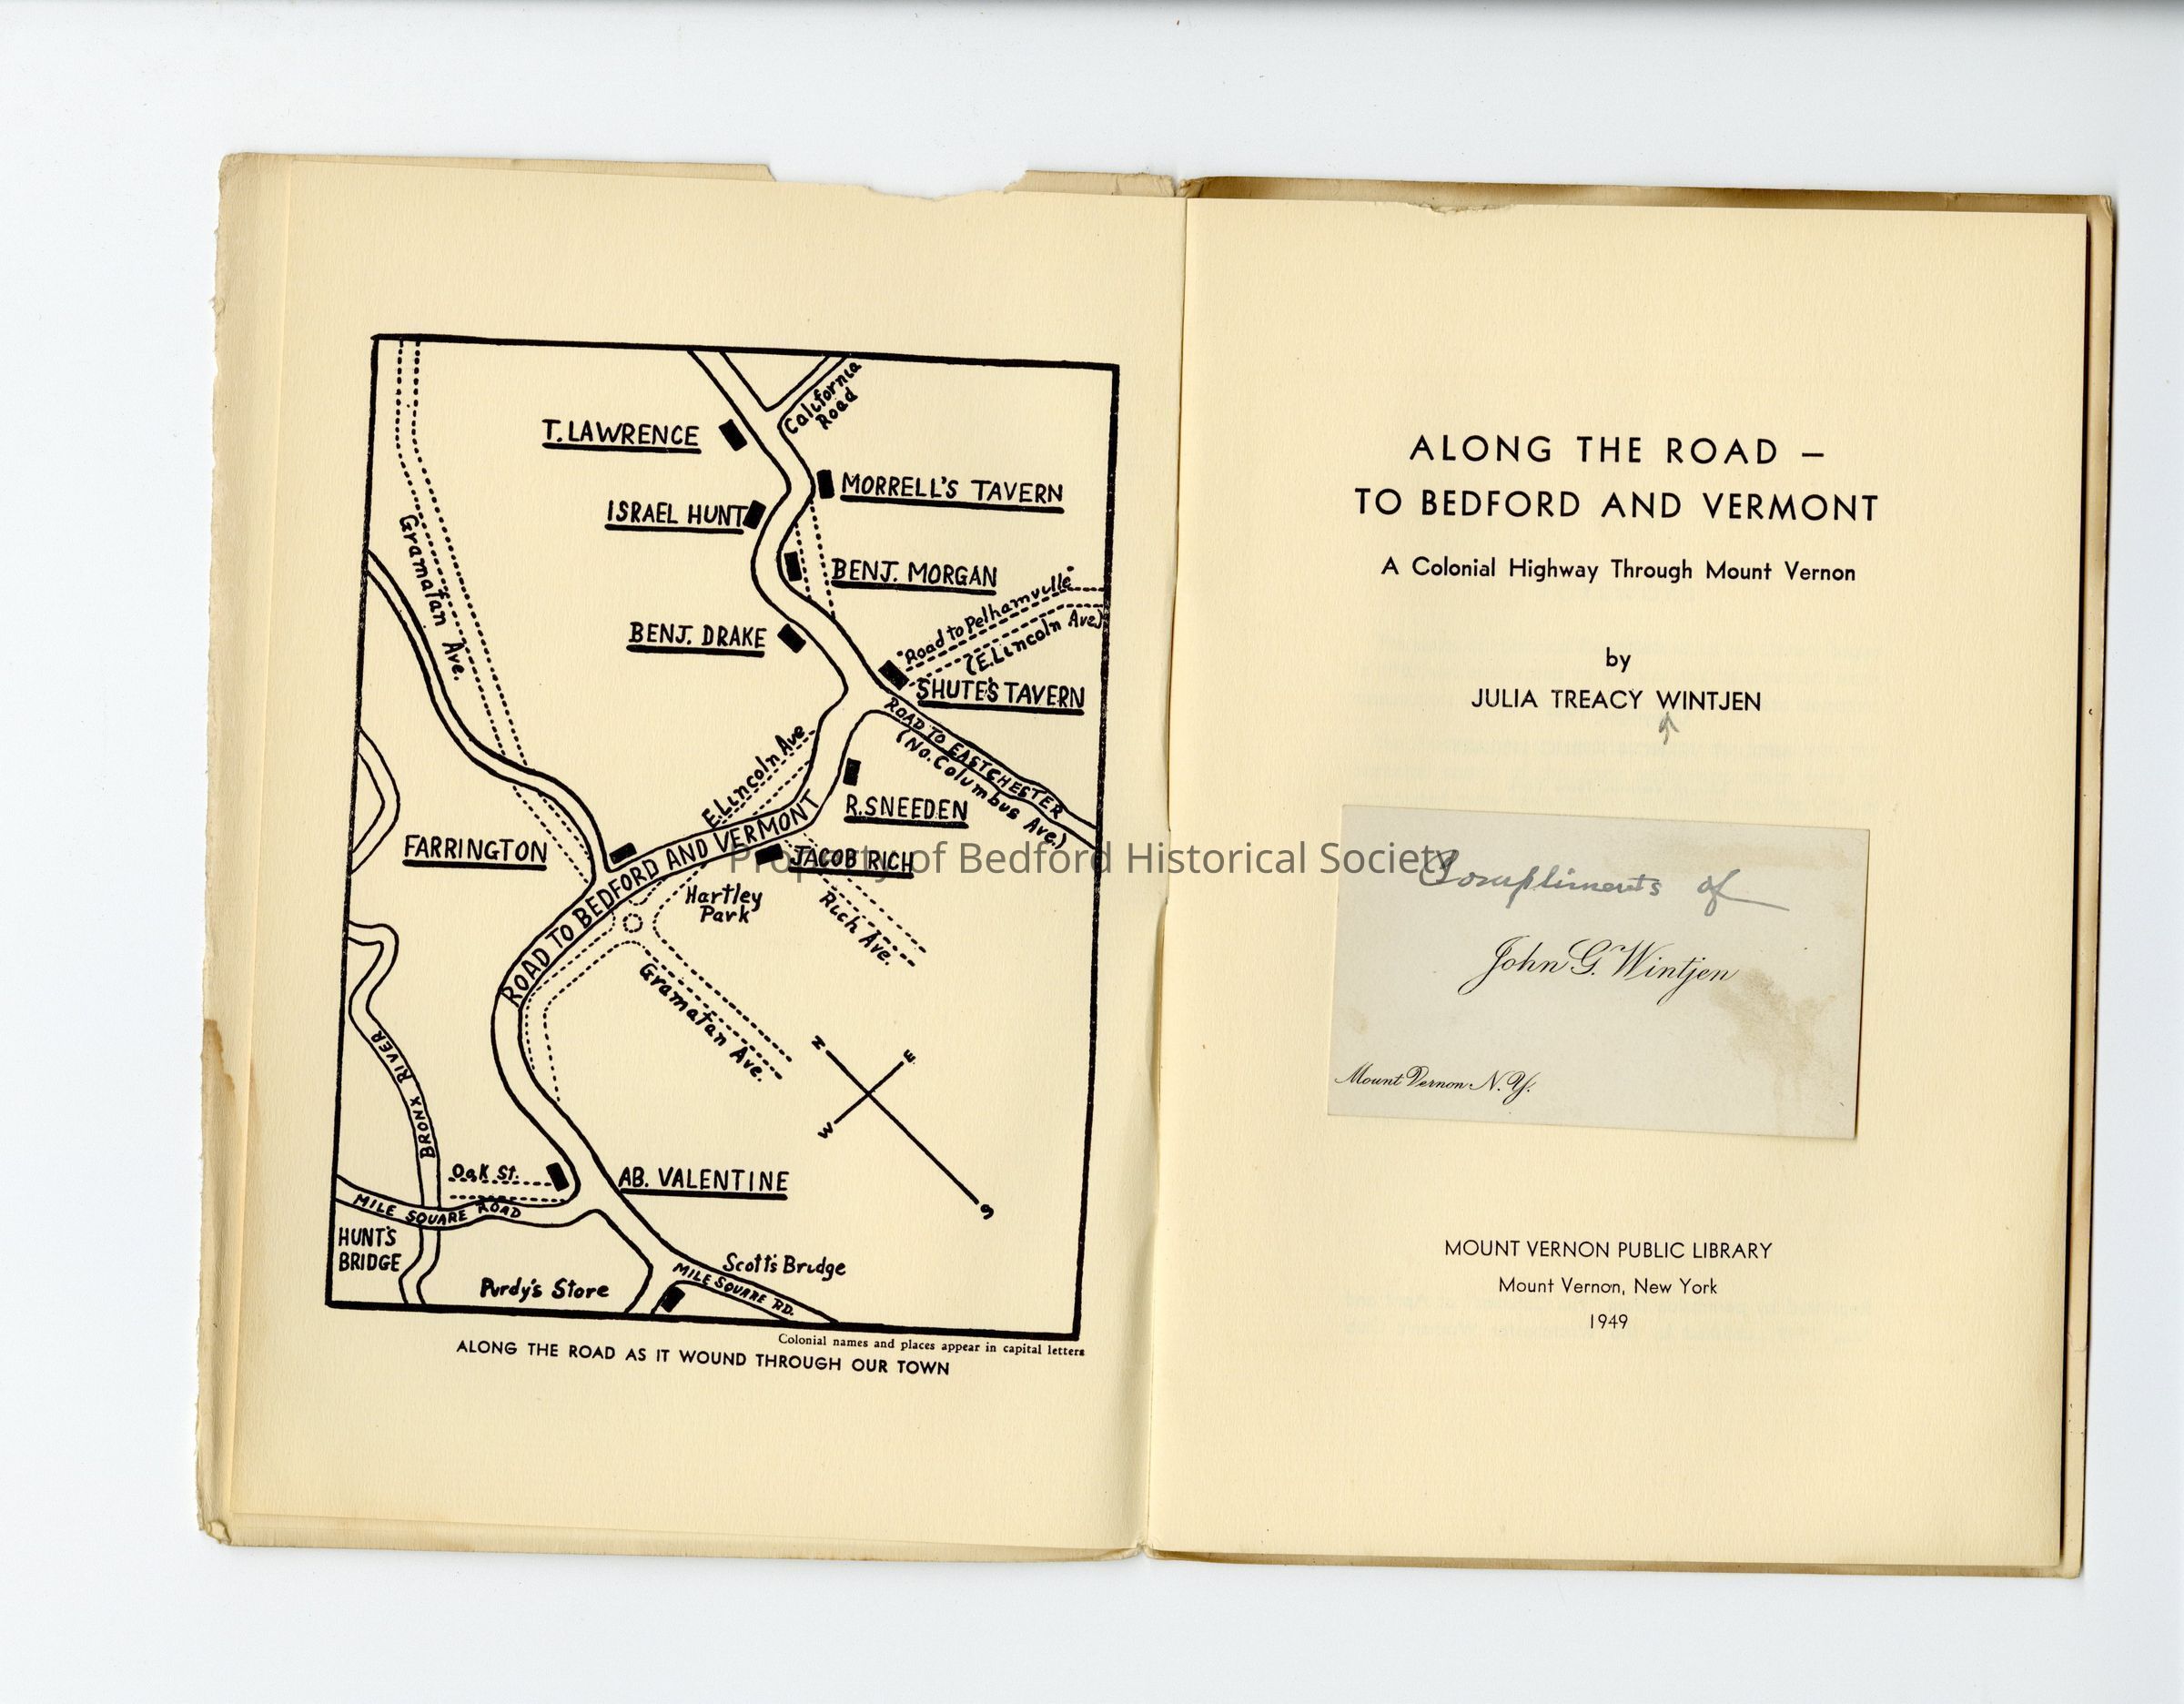 California
Road
T. LAWRENCE
MORRELL'S TAVERN
ISRAEL HUNT
BENJ. MORGAN
Gramatan Ave.
"Road to Pelhamville"
(E. Lincoln Ave)
BENJ. DRAKE
SHUTE'S TAVERN
ROAD TO EASTCHESTER
(No. Columbus Ave.)
E. Lincoln Ave
R. SNEEDEN
FARRINGTON
JACOB RICH
ROAD TO BEDFORD AND VERMONT
Hartley
Park
Rich Ave.
Gramatan Ave.
N
E
W
S
BRONX RIVER
Oak St.
AB. VALENTINE
MILE SQUARE ROAD
HUNT'S
BRIDGE
Scott's Bridge
MILE SQUARE RD.
Purdy's Store
Colonial names and places appear in capital letters
ALONG THE ROAD AS IT WOUND THROUGH OUR TOWN
Property of Bedford Historical Society
ALONG THE ROAD —
TO BEDFORD AND VERMONT
A Colonial Highway Through Mount Vernon
by
JULIA TREACY WINTJEN
Compliments of
John G. Wintjen
Mount Vernon N. Y.
MOUNT VERNON PUBLIC LIBRARY
Mount Vernon, New York
1949